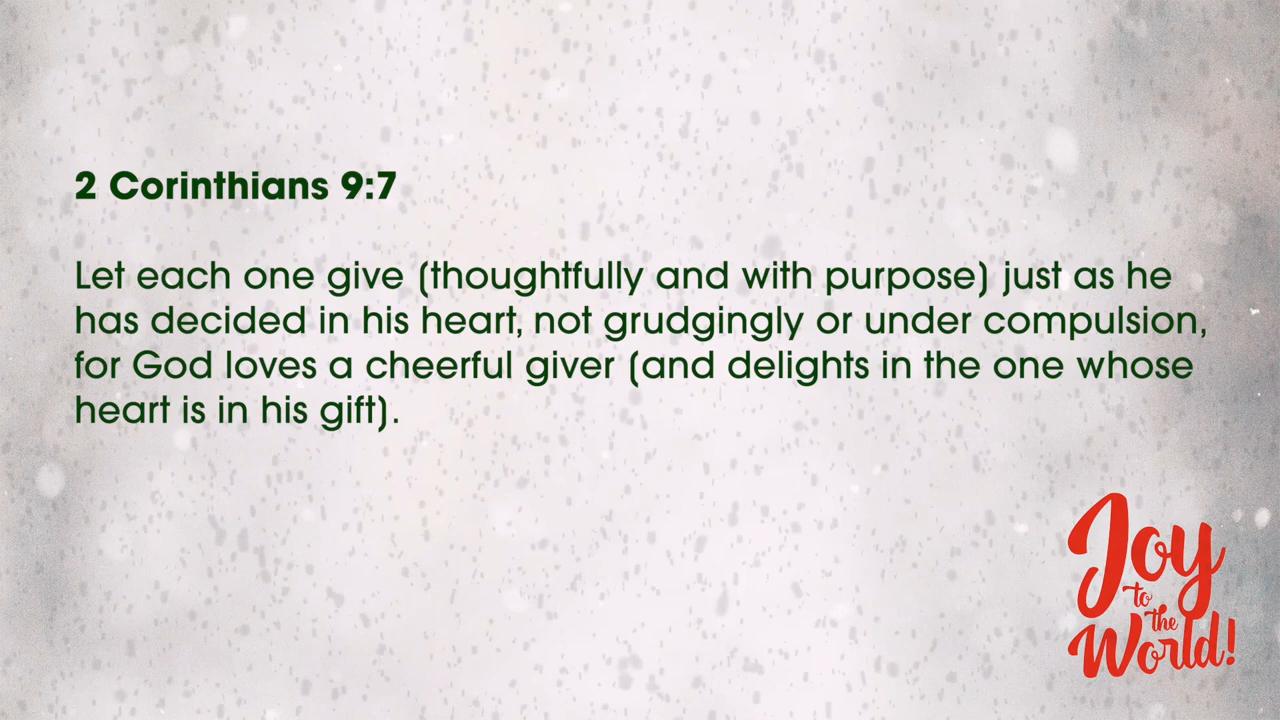 2 Corinthians 9:7
Let each one give (thoughtfully and with purpose) just as he
has decided in his heart, not grudgingly or under compulsion,
for God loves a cheerful giver (and delights in the one whose
heart is in his gift).
Joy
to
the
World!